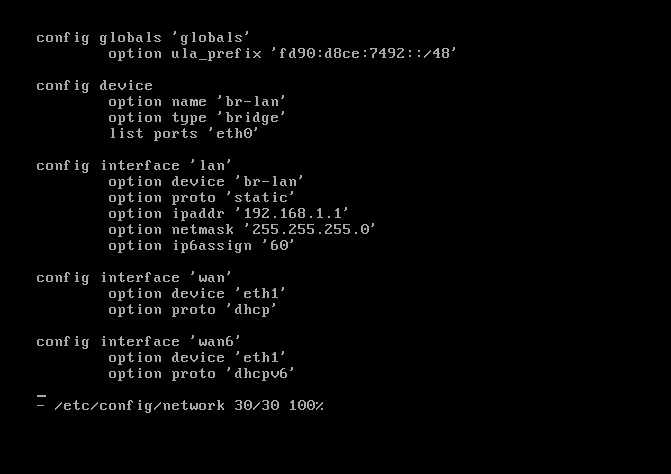 config globals 'globals'
option ula_prefix 'fd90:d8ce:7492::/48'
config device
option name 'br-lan'
option type 'bridge'
list ports 'eth0'
config interface 'lan'
option device 'br-lan'
option proto 'static'
option ipaddr '192.168.1.1'
option netmask '255.255.255.0'
option ip6assign '60'
config interface 'wan'
option device 'eth1'
option proto 'dhcp'
config interface 'wan6'
option device 'eth1'
option proto 'dhcpv6'
- /etc/config/network 30/30 100%